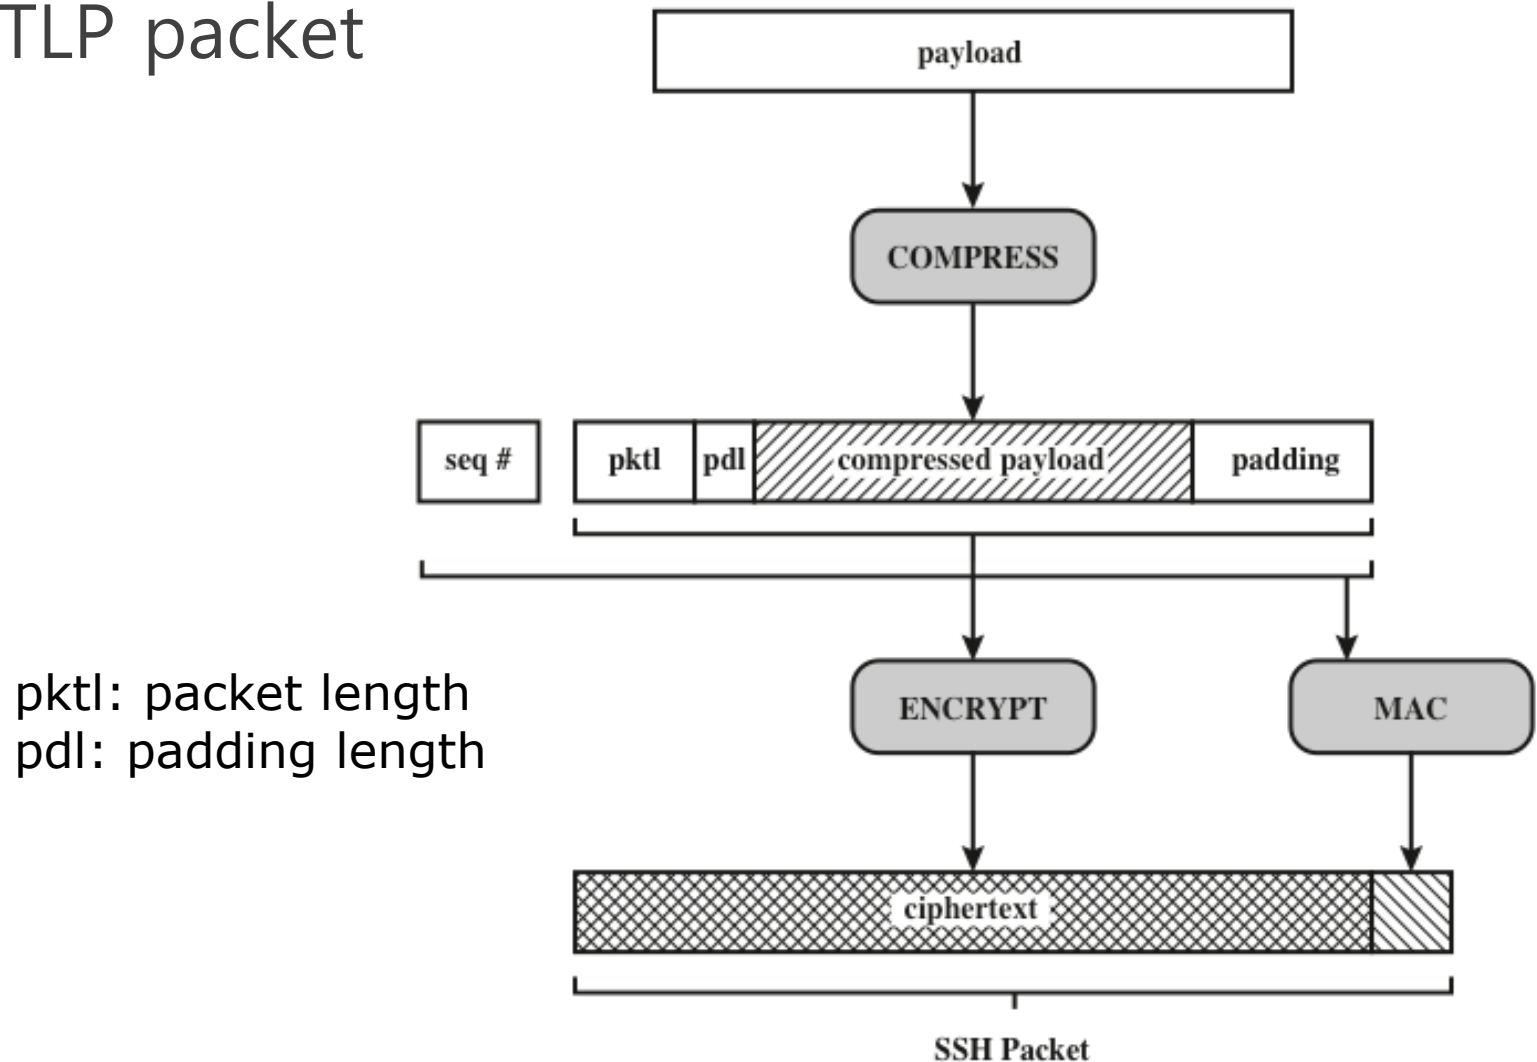 TLP packet
payload
COMPRESS
seq #
pktl
pdl
compressed payload
padding
pktl: packet length
pdl: padding length
ENCRYPT
MAC
ciphertext
SSH Packet